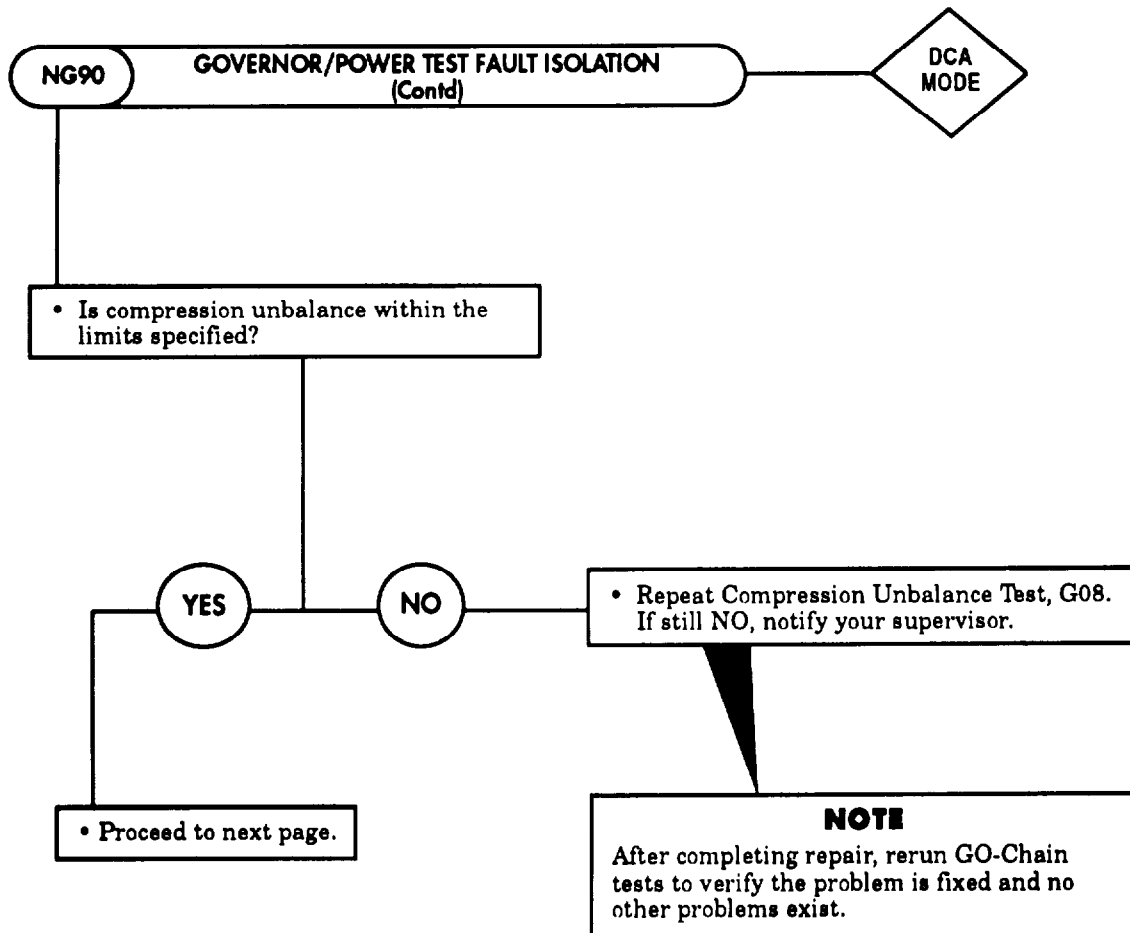 NG90
GOVERNOR/POWER TEST FAULT ISOLATION
(Contd)
DCA
MODE
• Is compression unbalance within the
limits specified?
YES
NO
• Repeat Compression Unbalance Test, G08.
If still NO, notify your supervisor.
• Proceed to next page.
NOTE
After completing repair, rerun GO-Chain
tests to verify the problem is fixed and no
other problems exist.